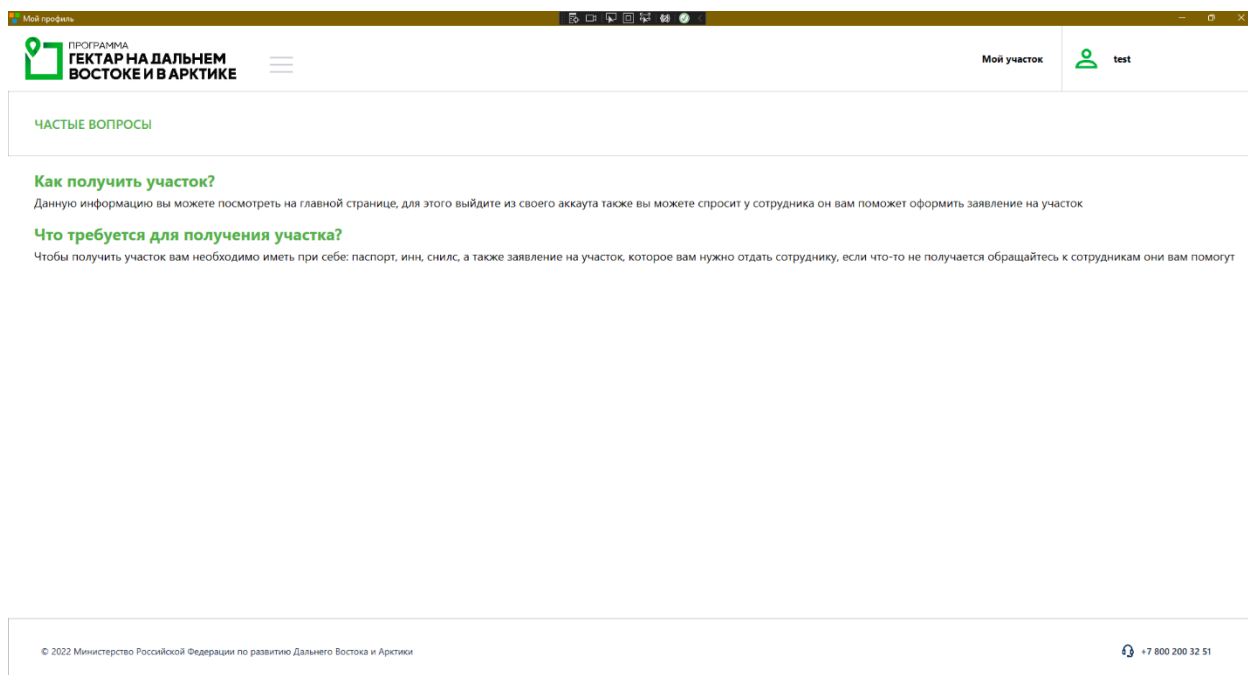 Мой профиль
ПРОГРАММА
ГЕКТАР НА ДАЛЬНЕМ
ВОСТОКЕ И В АРКТИКЕ
Мой участок
test
ЧАСТЫЕ ВОПРОСЫ
Как получить участок?
Данную информацию вы можете посмотреть на главной странице, для этого выйдите из своего аккаута также вы можете спросит у сотрудника он вам поможет оформить заявление на участок
Что требуется для получения участка?
Чтобы получить участок вам необходимо иметь при себе: паспорт, инн, снилс, а также заявление на участок, которое вам нужно отдать сотруднику, если что-то не получается обращайтесь к сотрудникам они вам помогут
© 2022 Министерство Российской Федерации по развитию Дальнего Востока и Арктики
+7 800 200 32 51